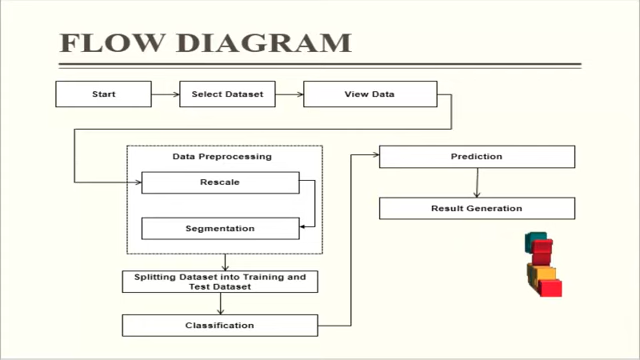 FLOW DIAGRAM
Start
Select Dataset
View Data
Data Preprocessing
Rescale
Segmentation
Splitting Dataset into Training and
Test Dataset
Classification
Prediction
Result Generation